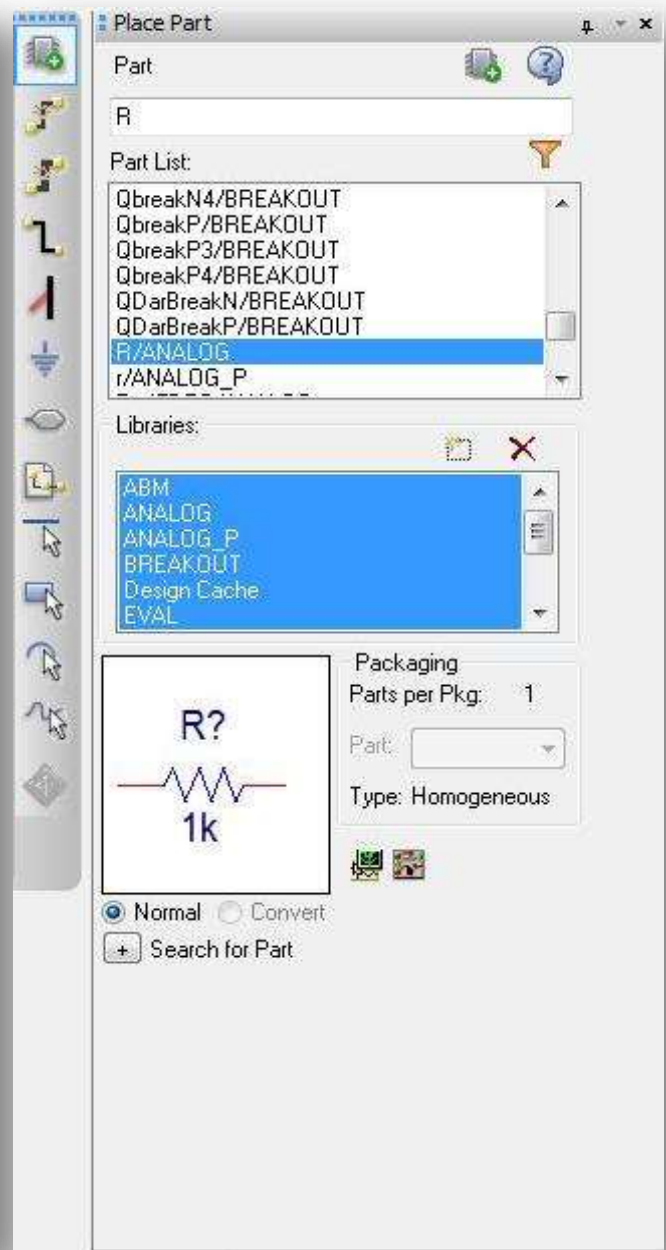 Place Part
Part
R
Part List:
QbreakN4/BREAKOUT
QbreakP/BREAKOUT
QbreakP3/BREAKOUT
QbreakP4/BREAKOUT
QDarBreakN/BREAKOUT
QDarBreakP/BREAKOUT
R/ANALOG
r/ANALOG_P
Libraries:
ABM
ANALOG
ANALOG_P
BREAKOUT
Design Cache
EVAL
R?
1k
Packaging
Parts per Pkg: 1
Part:
Type: Homogeneous
Normal Convert
+ Search for Part